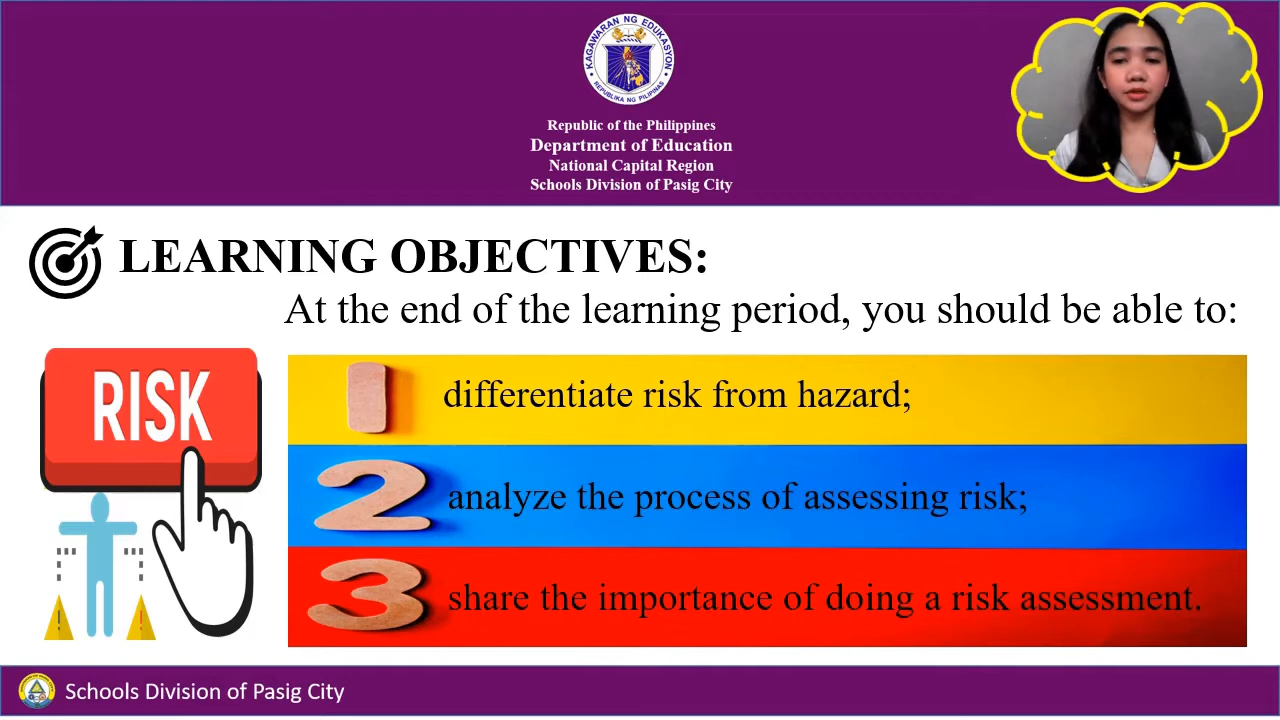 KAGAWARAN NG EDUKASYON
REPUBLIKA NG PILIPINAS
Republic of the Philippines
Department of Education
National Capital Region
Schools Division of Pasig City
LEARNING OBJECTIVES:
At the end of the learning period, you should be able to:
RISK
1 differentiate risk from hazard;
2 analyze the process of assessing risk;
3 share the importance of doing a risk assessment.
! !
Schools Division of Pasig City